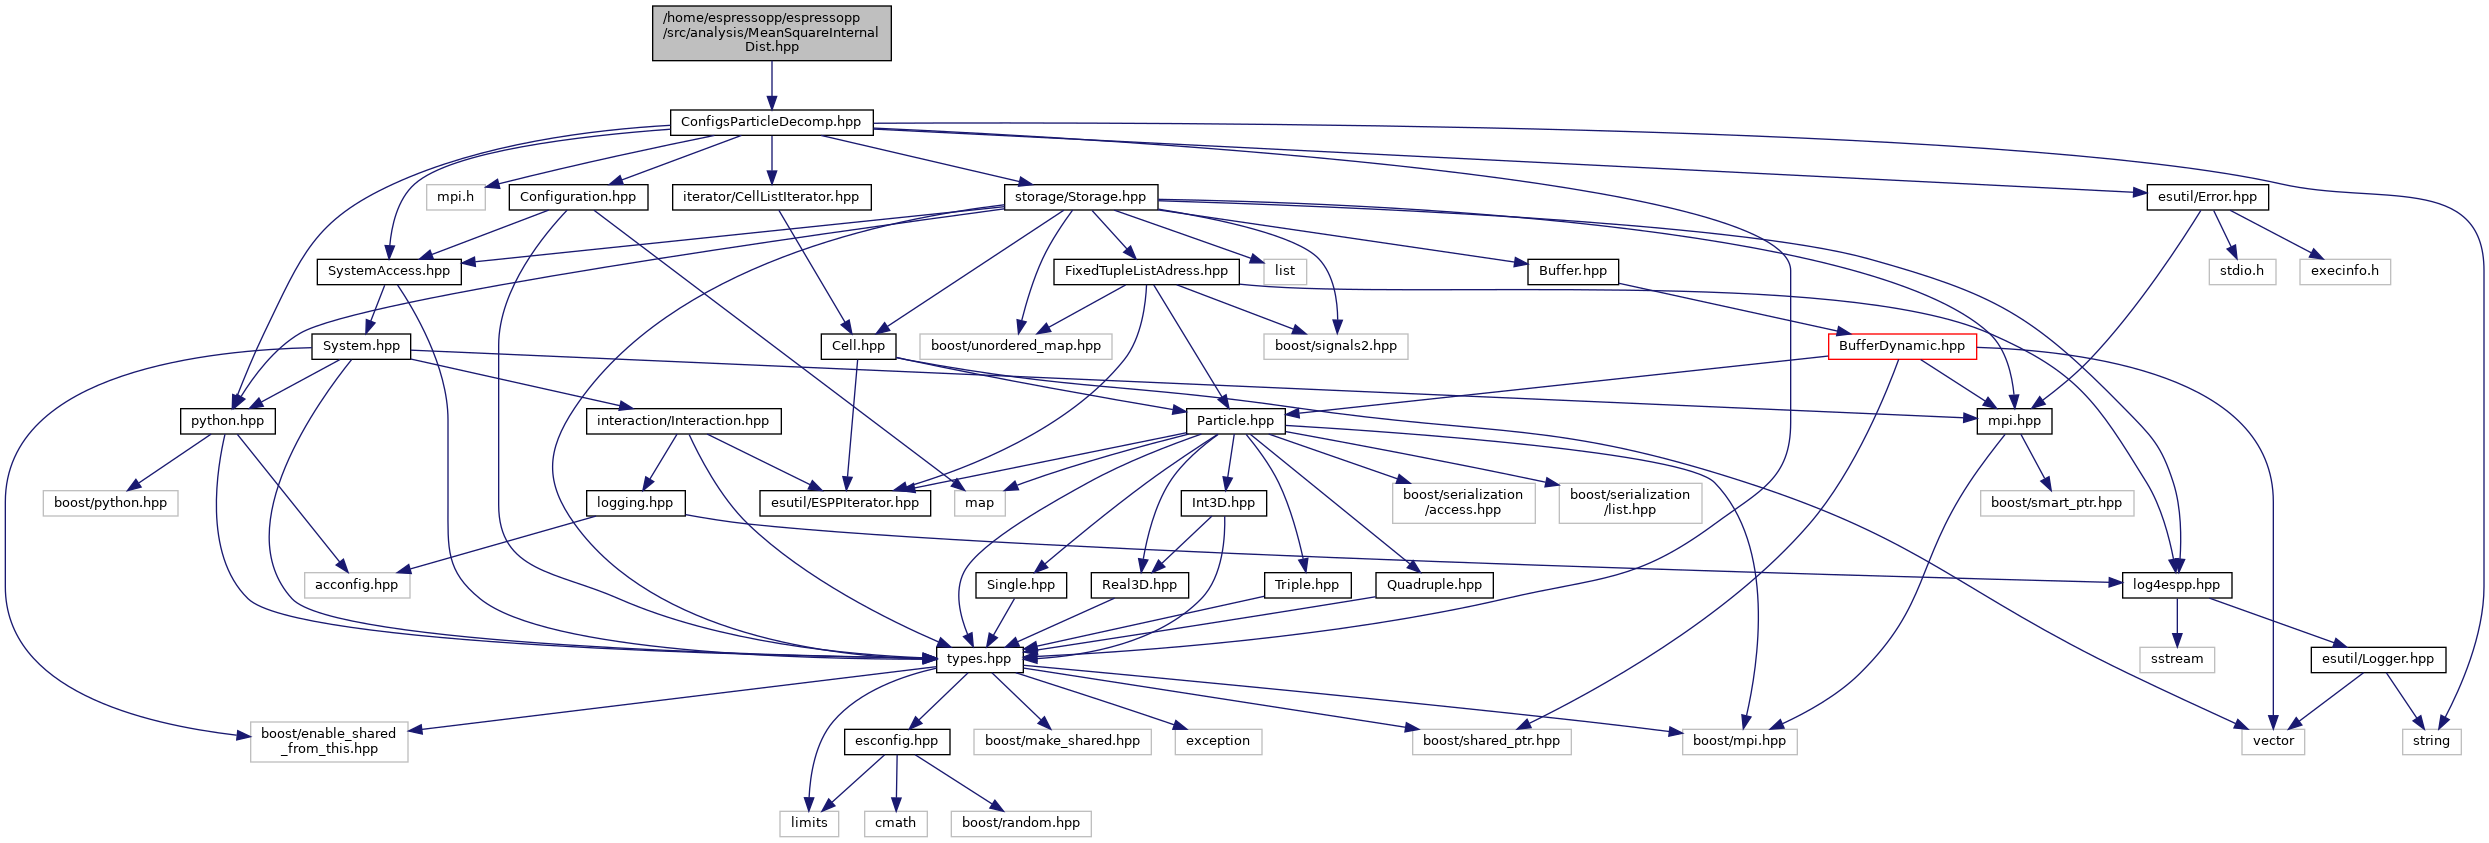 /home/espressopp/espressopp
/src/analysis/MeanSquareInternal
Dist.hpp
ConfigsParticleDecomp.hpp
mpi.h
Configuration.hpp
iterator/CellListIterator.hpp
storage/Storage.hpp
esutil/Error.hpp
SystemAccess.hpp
FixedTupleListAdress.hpp
list
Buffer.hpp
stdio.h
execinfo.h
System.hpp
Cell.hpp
boost/unordered_map.hpp
boost/signals2.hpp
BufferDynamic.hpp
python.hpp
interaction/Interaction.hpp
Particle.hpp
mpi.hpp
boost/python.hpp
logging.hpp
esutil/ESPPIterator.hpp
map
Int3D.hpp
boost/serialization
/access.hpp
boost/serialization
/list.hpp
boost/smart_ptr.hpp
acconfig.hpp
Single.hpp
Real3D.hpp
Triple.hpp
Quadruple.hpp
log4espp.hpp
types.hpp
sstream
esutil/Logger.hpp
boost/enable_shared
_from_this.hpp
esconfig.hpp
boost/make_shared.hpp
exception
boost/shared_ptr.hpp
boost/mpi.hpp
vector
string
limits
cmath
boost/random.hpp